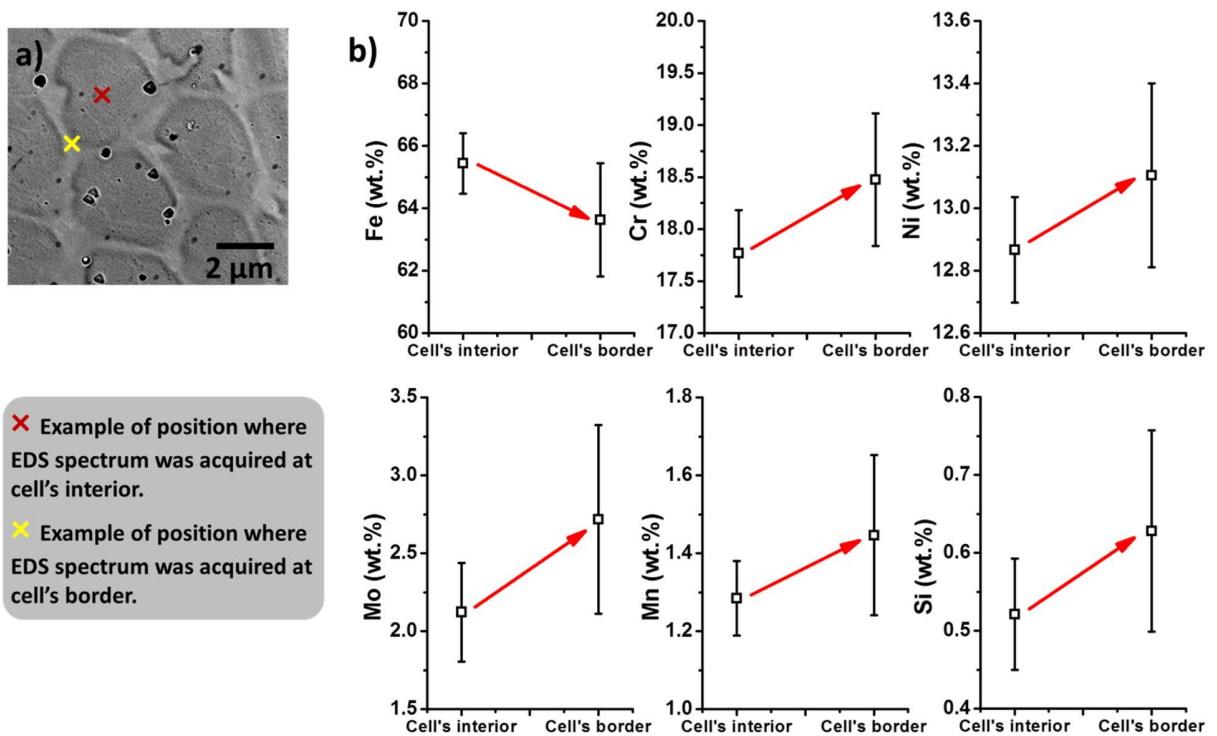 a)
2 µm
× Example of position where
EDS spectrum was acquired at
cell's interior.
× Example of position where
EDS spectrum was acquired at
cell's border.
b)
Fe (wt.%)
70
68
66
64
62
60
Cell's interior Cell's border
Cr (wt.%)
20.0
19.5
19.0
18.5
18.0
17.5
17.0
Cell's interior Cell's border
Ni (wt.%)
13.6
13.4
13.2
13.0
12.8
12.6
Cell's interior Cell's border
Mo (wt.%)
3.5
3.0
2.5
2.0
1.5
Cell's interior Cell's border
Mn (wt.%)
1.8
1.6
1.4
1.2
1.0
Cell's interior Cell's border
Si (wt.%)
0.8
0.7
0.6
0.5
0.4
Cell's interior Cell's border